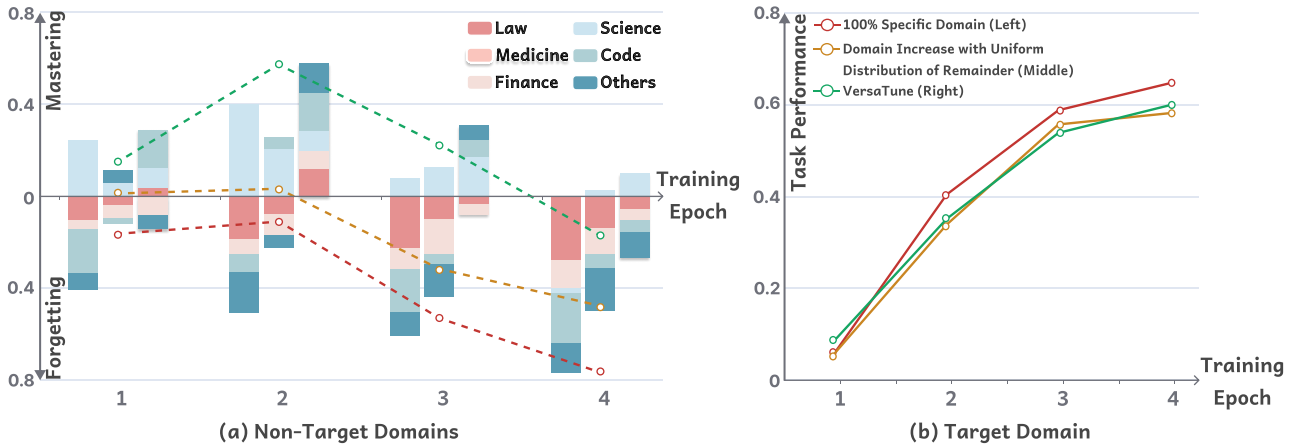 0.8
0.4
0
0.4
0.8
Mastering
Forgetting
Law
Medicine
Finance
Science
Code
Others
Training
Epoch
1
2
3
4
(a) Non-Target Domains
0.8
0.6
0.4
0.2
0
Task Performance
100% Specific Domain (Left)
Domain Increase with Uniform
Distribution of Remainder (Middle)
VersaTune (Right)
Training
Epoch
1
2
3
4
(b) Target Domain